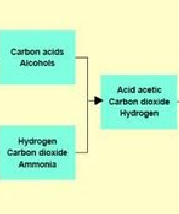 Carbon acids
Alcohols
Acid acetic
Carbon dioxide
Hydrogen
Hydrogen
Carbon dioxide
Ammonia